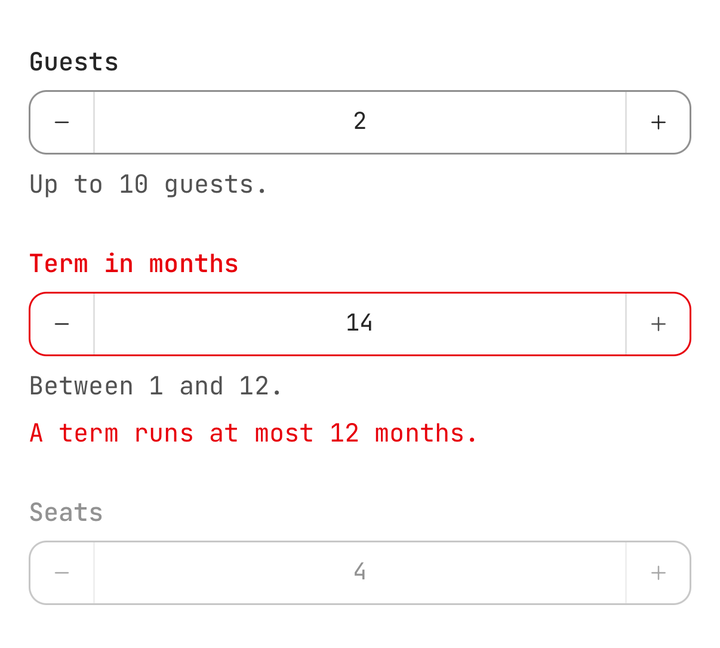 Guests
− 2 +
Up to 10 guests.
Term in months
− 14 +
Between 1 and 12.
A term runs at most 12 months.
Seats
− 4 +